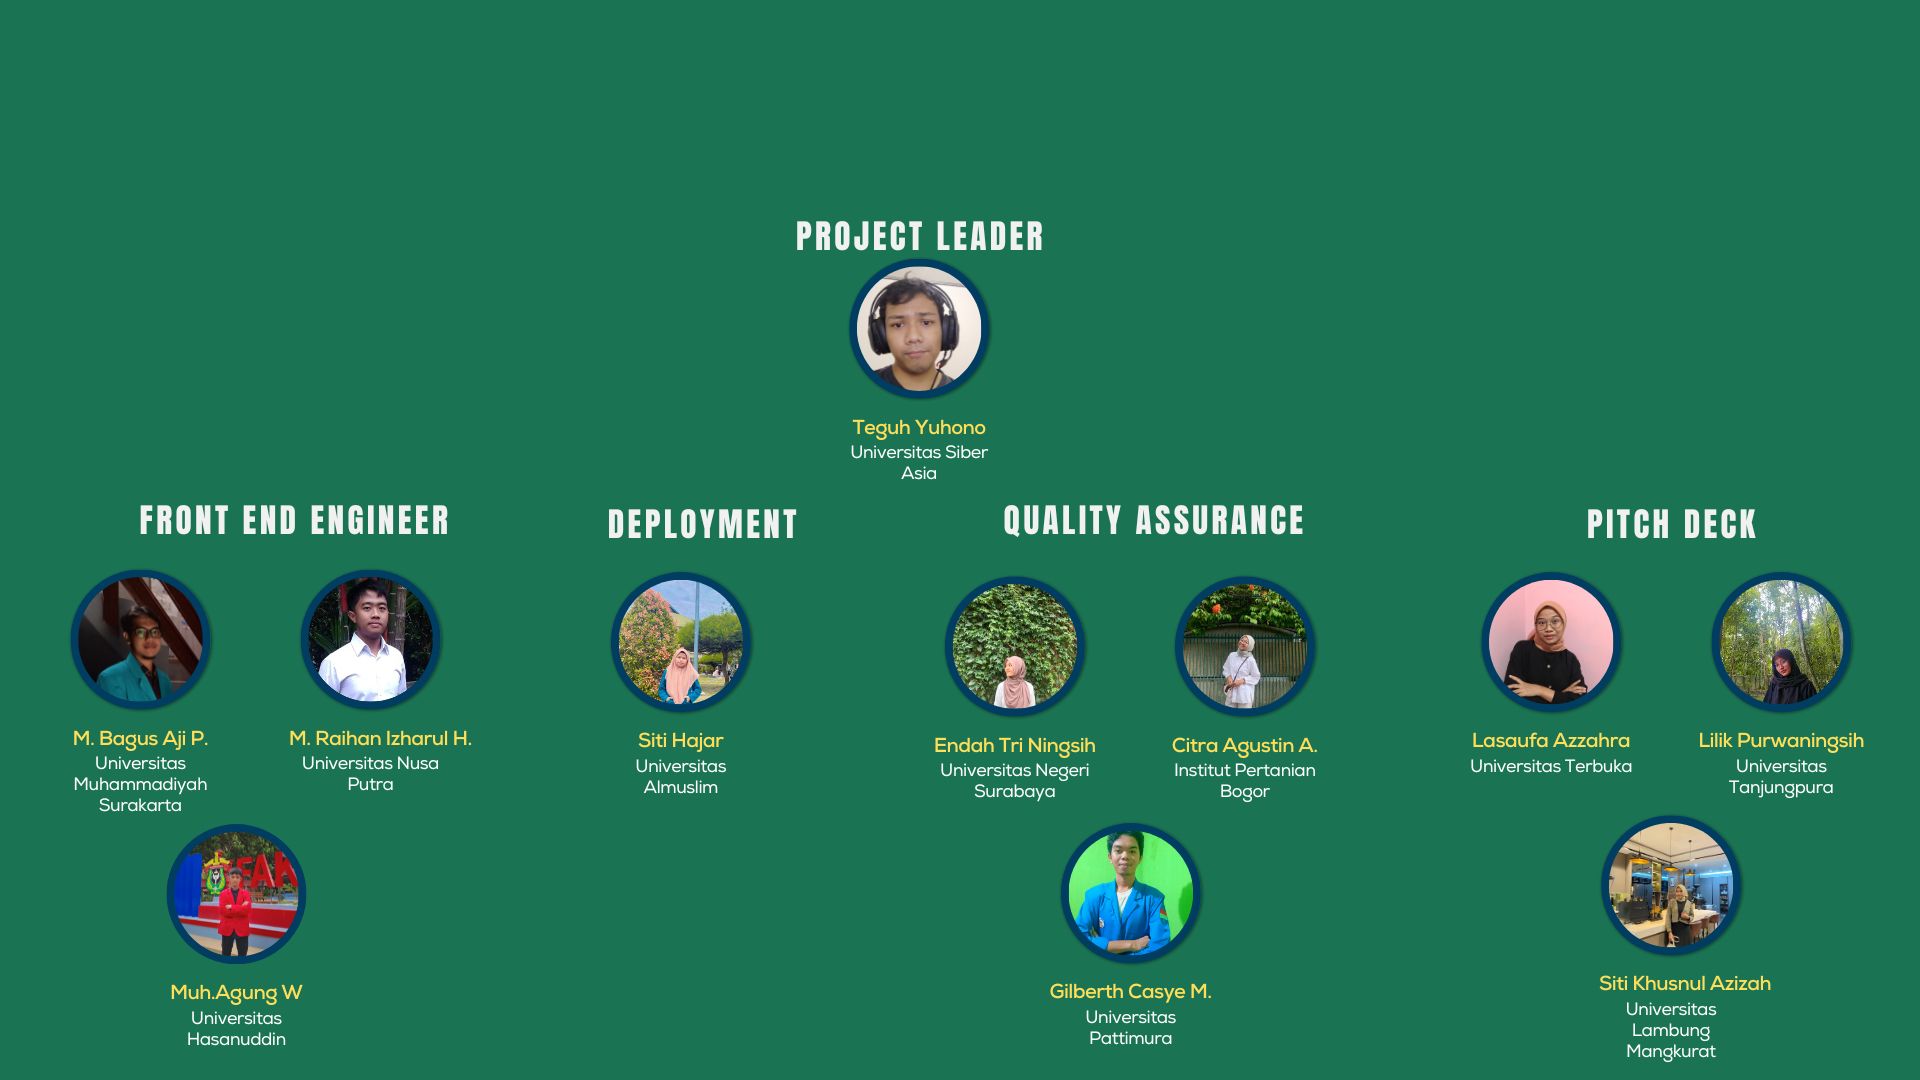 PROJECT LEADER
Teguh Yuhono
Universitas Siber
Asia
FRONT END ENGINEER
M. Bagus Aji P.
Universitas
Muhammadiyah
Surakarta
M. Raihan Izharul H.
Universitas Nusa
Putra
Muh.Agung W
Universitas
Hasanuddin
DEPLOYMENT
Siti Hajar
Universitas
Almuslim
QUALITY ASSURANCE
Endah Tri Ningsih
Universitas Negeri
Surabaya
Citra Agustin A.
Institut Pertanian
Bogor
Gilberth Casye M.
Universitas
Pattimura
PITCH DECK
Lasaufa Azzahra
Universitas Terbuka
Lilik Purwaningsih
Universitas
Tanjungpura
Siti Khusnul Azizah
Universitas
Lambung
Mangkurat